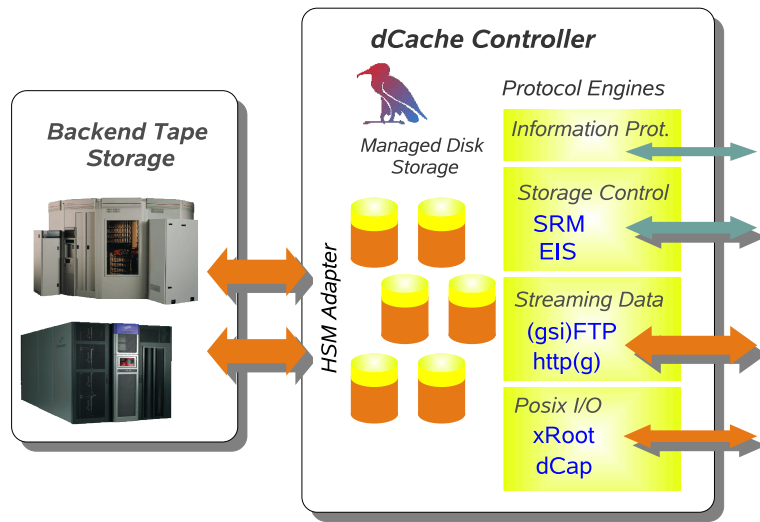 dCache Controller
Backend Tape
Storage
Managed Disk
Storage
HSM Adapter
Protocol Engines
Information Prot.
Storage Control
SRM
EIS
Streaming Data
(gsi)FTP
http(g)
Posix I/O
xRoot
dCap